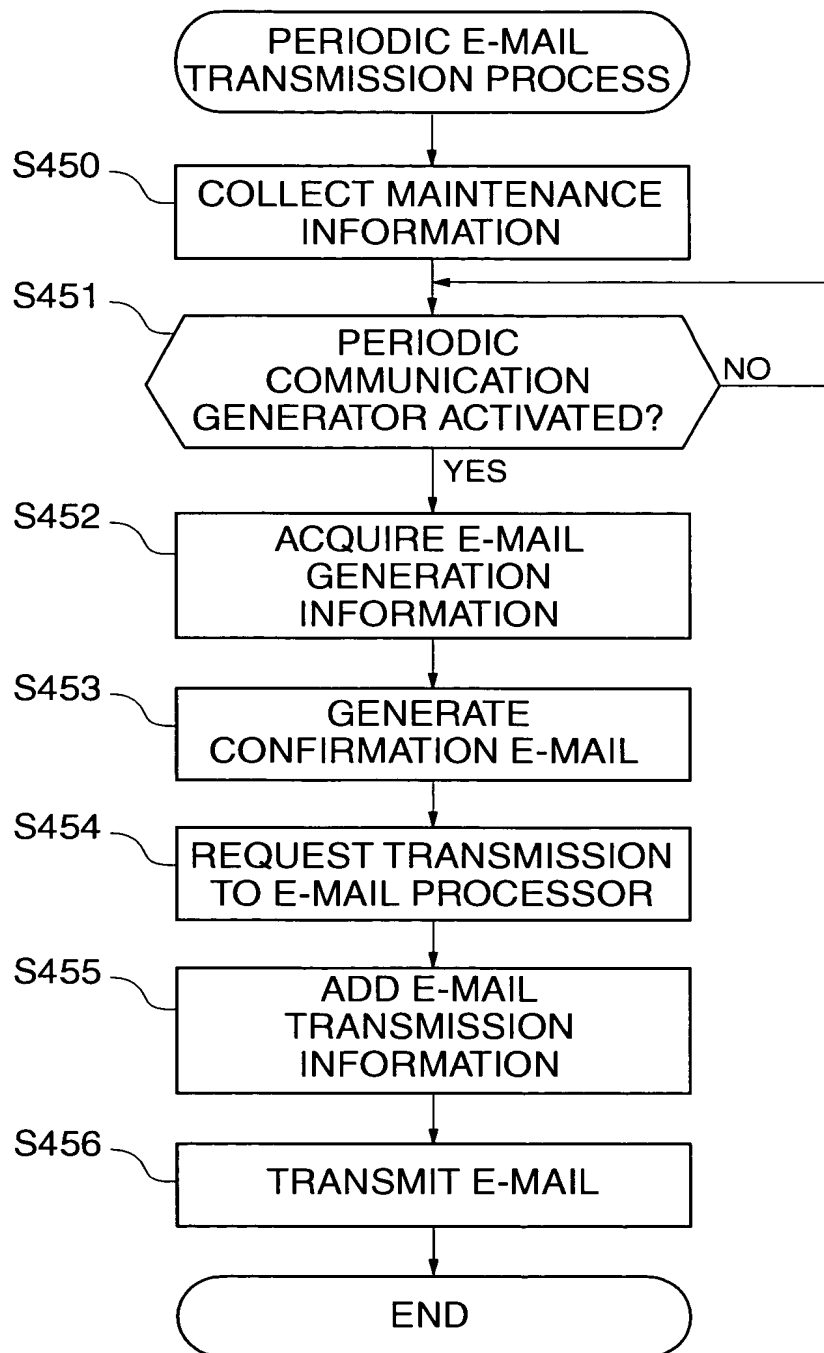 PERIODIC E-MAIL
TRANSMISSION PROCESS
S450
COLLECT MAINTENANCE
INFORMATION
S451
PERIODIC
COMMUNICATION
GENERATOR ACTIVATED?
NO
YES
S452
ACQUIRE E-MAIL
GENERATION
INFORMATION
S453
GENERATE
CONFIRMATION E-MAIL
S454
REQUEST TRANSMISSION
TO E-MAIL PROCESSOR
S455
ADD E-MAIL
TRANSMISSION
INFORMATION
S456
TRANSMIT E-MAIL
END